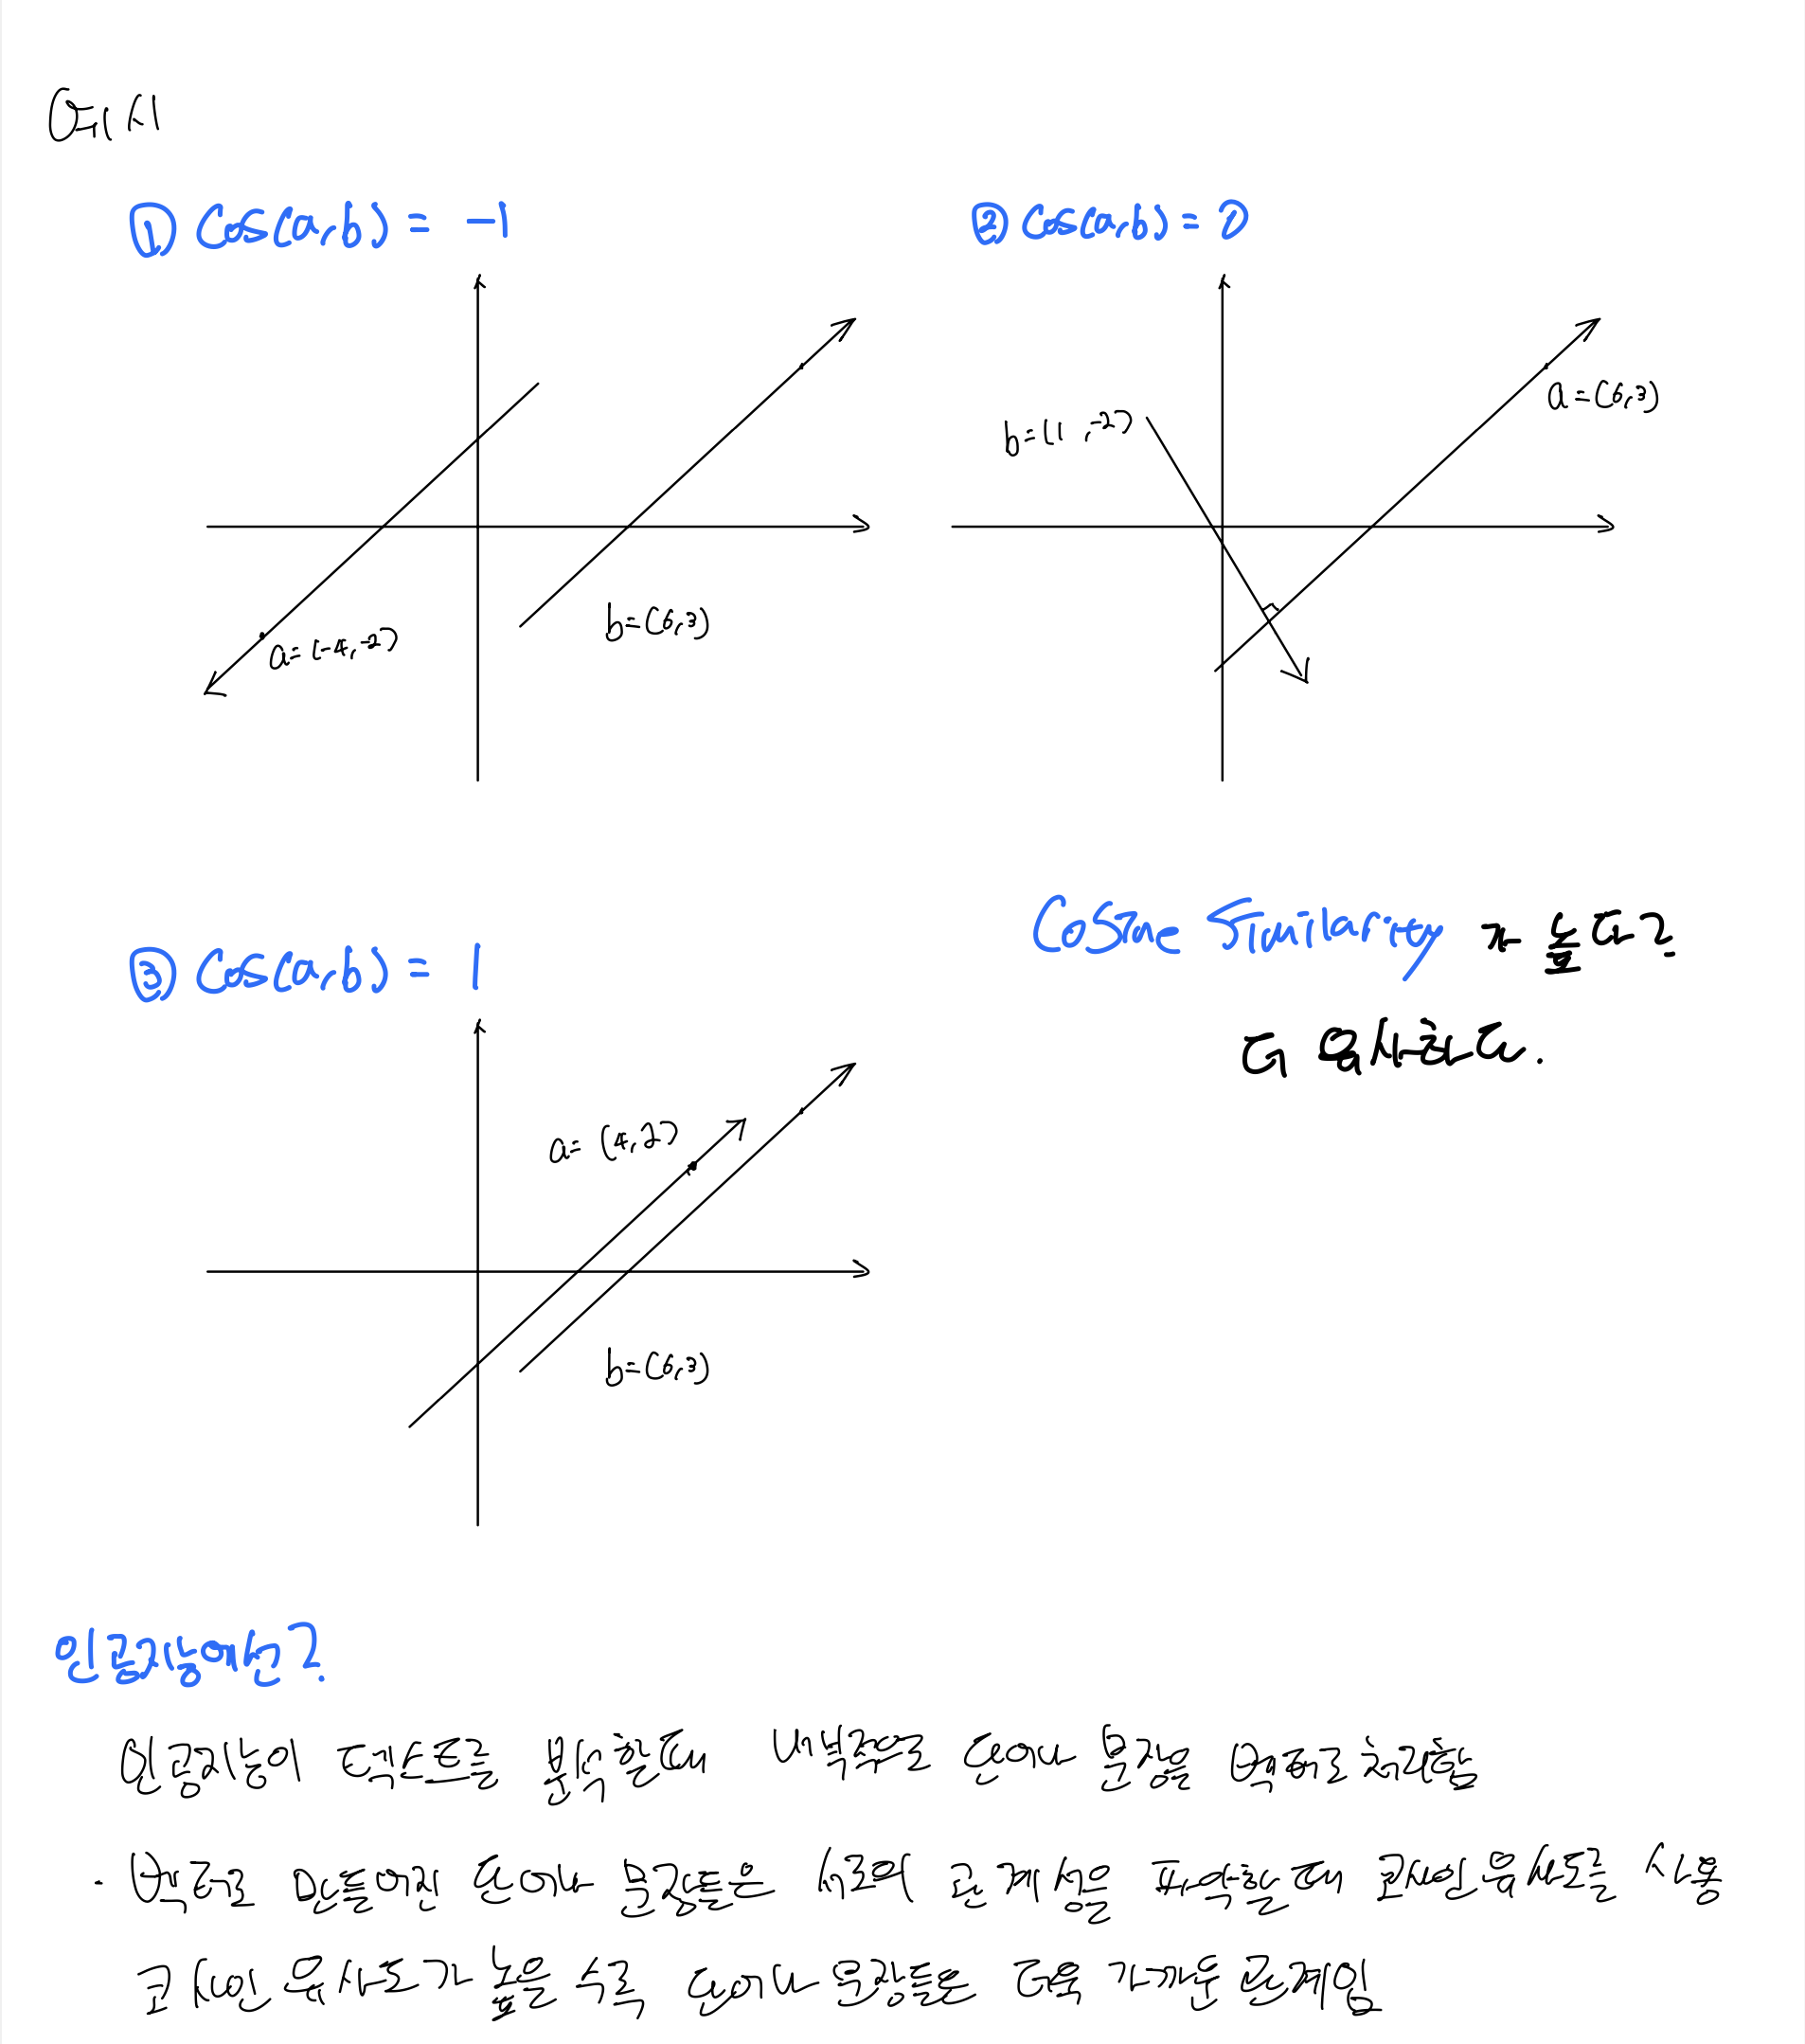 예시
① Cos(a,b) = -1
② Cos(a,b) = 0
a=(-4,-2)
b=(6,3)
b=(1,-2)
a=(6,3)
③ Cos(a,b) = 1
a=(4,2)
b=(6,3)
Cosine Similarity 가 높다?
더 유사하다.
인공지능에선?
인공지능이 텍스트를 분석할때 내부적으로 단어나 문장을 벡터로 처리함
· 벡터로 만들어진 단어나 문장들은 서로의 관계성을 파악할때 코사인유사도를 사용
코사인 유사도가 높을 수록 단어나 문장들은 더욱 가까운 관계임